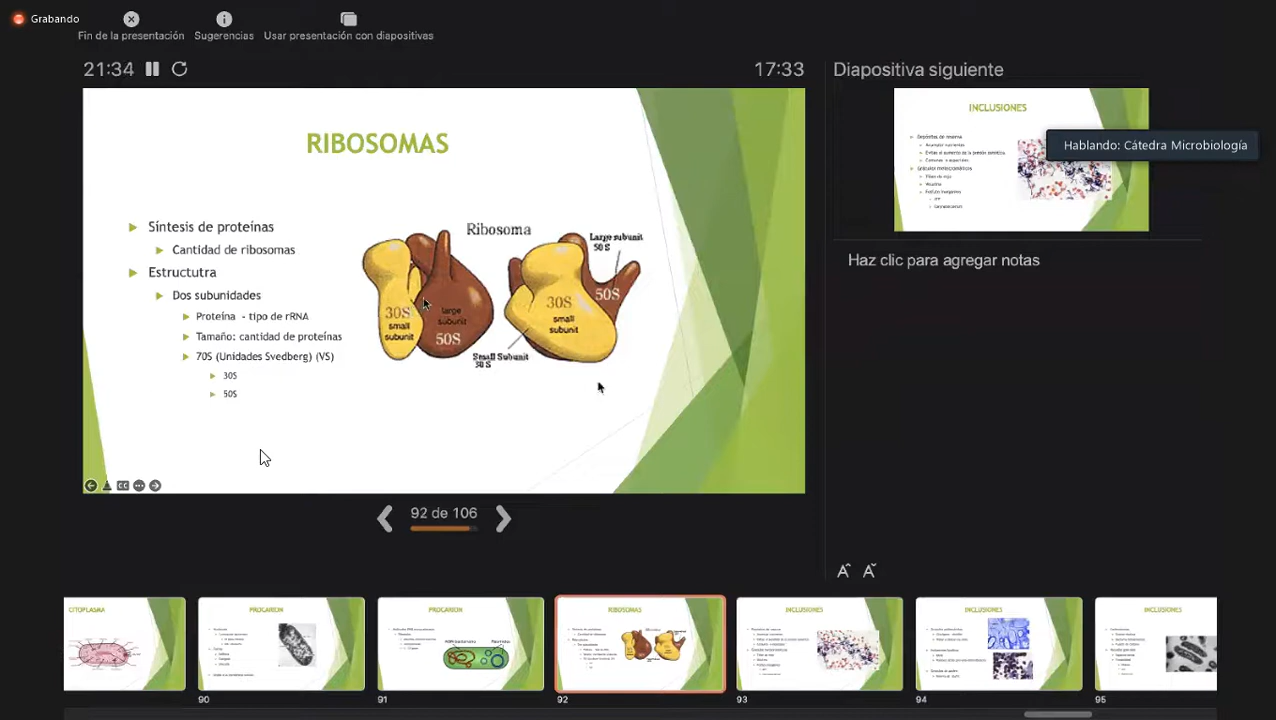 Grabando
Fin de la presentación
Sugerencias
Usar presentación con diapositivas
21:34
17:33
Diapositiva siguiente
RIBOSOMAS
Síntesis de proteínas
Cantidad de ribosomas
Estructutra
Dos subunidades
Proteína - tipo de rRNA
Tamaño: cantidad de proteínas
70S (Unidades Svedberg) (VS)
30S
50S
Ribosoma
30S
small
subunit
large
subunit
50S
Large subunit
50 S
50S
30S
small
subunit
Small Subunit
30 S
INCLUSIONES
Hablando: Cátedra Microbiología
Haz clic para agregar notas
92 de 106
CITOPLASMA
PROCARION
PROCARION
RIBOSOMAS
INCLUSIONES
INCLUSIONES
INCLUSIONES
90
91
92
93
94
95